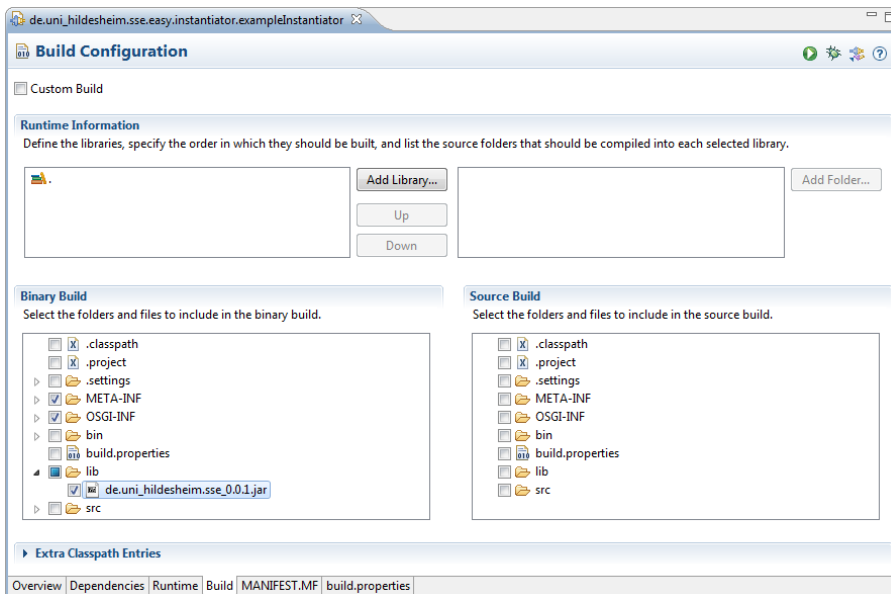 de.uni_hildesheim.sse.easy.instantiator.exampleInstantiator
Build Configuration
Custom Build
Runtime Information
Define the libraries, specify the order in which they should be built, and list the source folders that should be compiled into each selected library.
.
Add Library...
Up
Down
Add Folder...
Binary Build
Select the folders and files to include in the binary build.
.classpath
.project
.settings
META-INF
OSGI-INF
bin
build.properties
lib
de.uni_hildesheim.sse_0.0.1.jar
src
Source Build
Select the folders and files to include in the source build.
.classpath
.project
.settings
META-INF
OSGI-INF
bin
build.properties
lib
src
Extra Classpath Entries
Overview Dependencies Runtime Build MANIFEST.MF build.properties